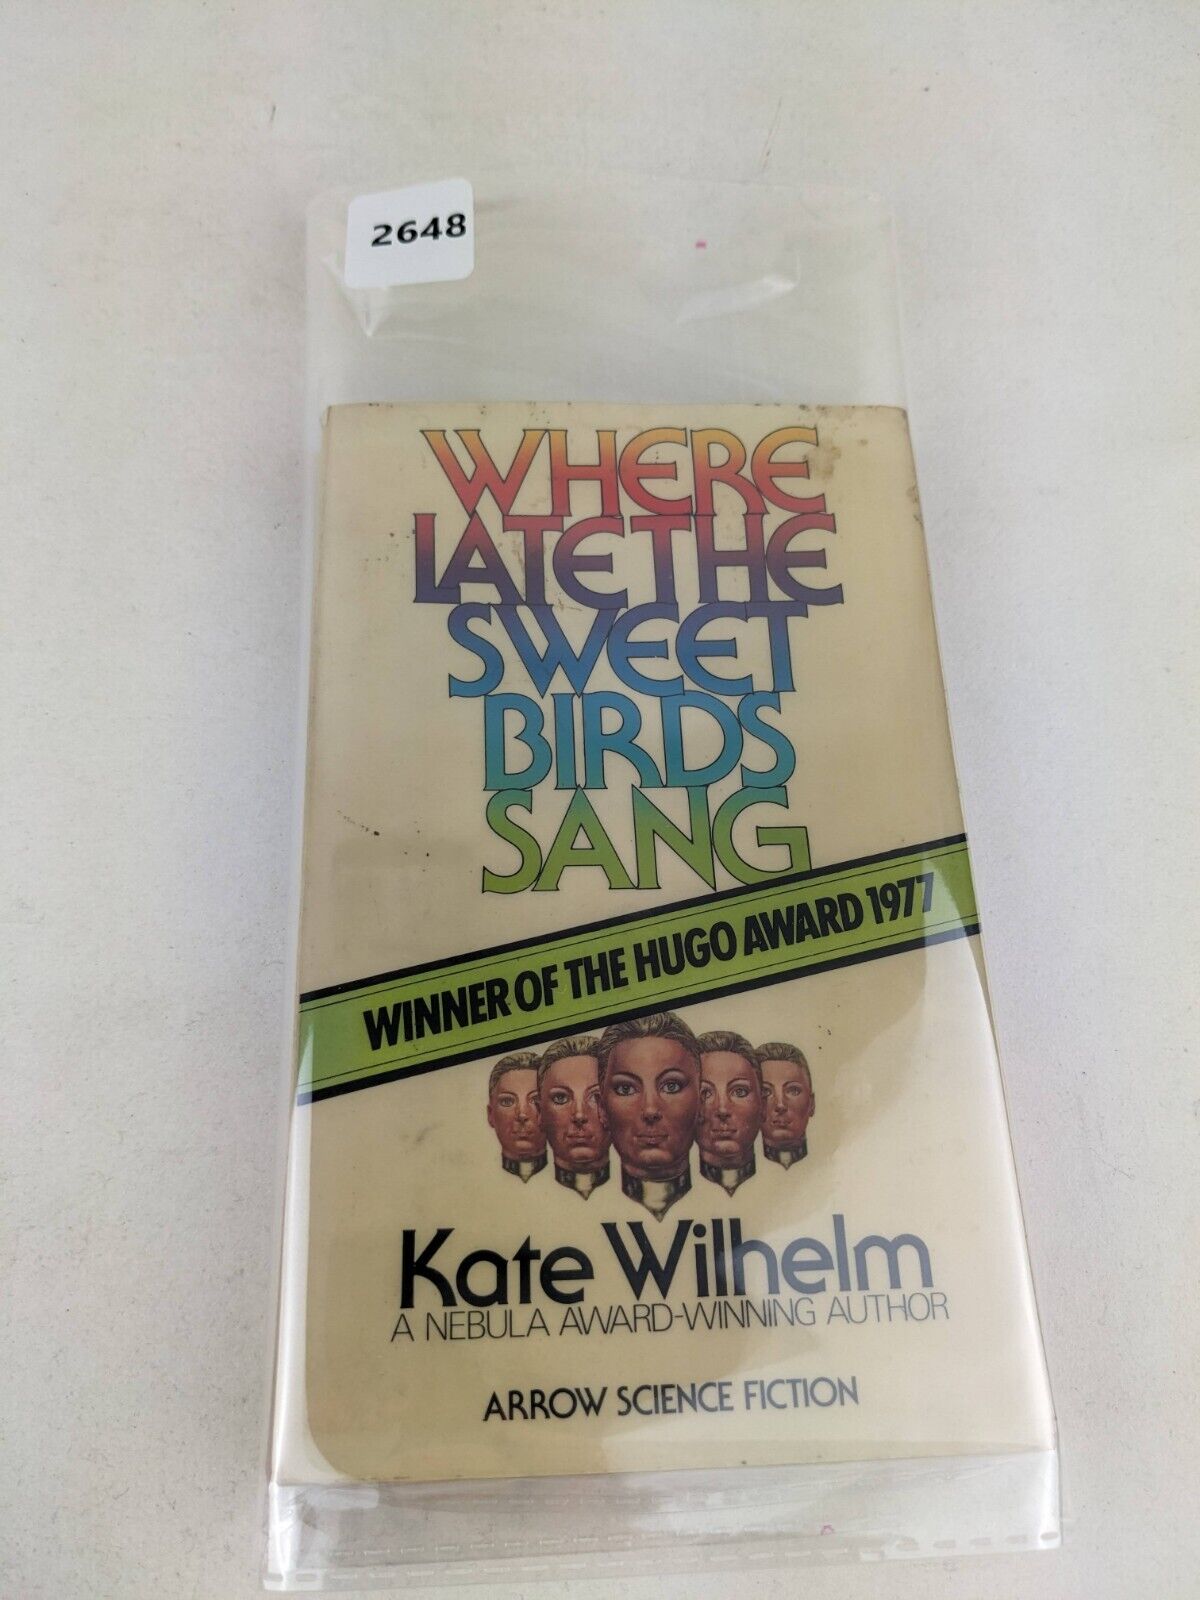 2648
WHERE
LATE THE
SWEET
BIRDS
SANG
WINNER OF THE HUGO AWARD 1977
Kate Wilhelm
A NEBULA AWARD-WINNING AUTHOR
ARROW SCIENCE FICTION